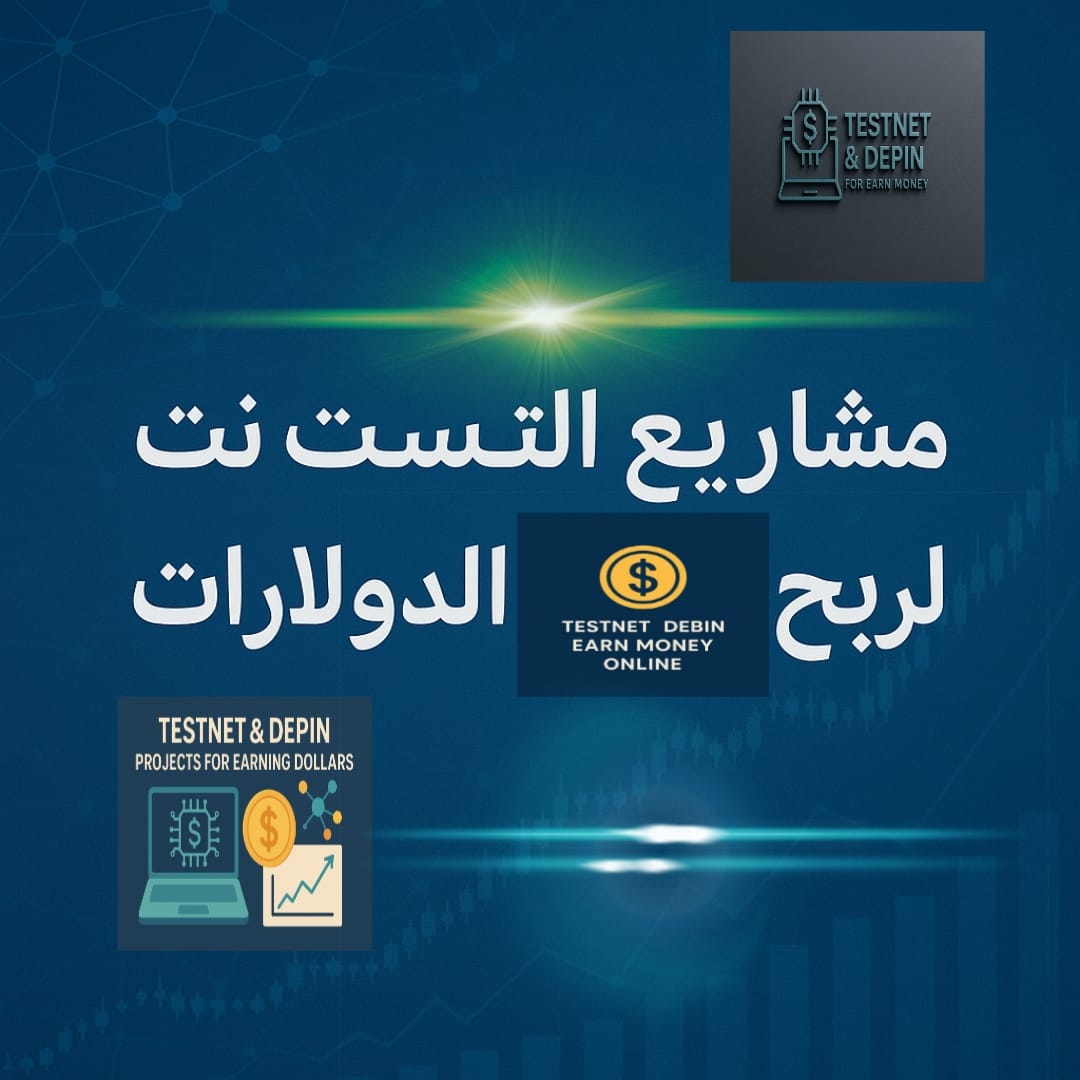 TESTNET
& DEPIN
FOR EARN MONEY
مشاريع التست نت
لربح الدولارات
TESTNET DEBIN
EARN MONEY
ONLINE
TESTNET & DEPIN
PROJECTS FOR EARNING DOLLARS